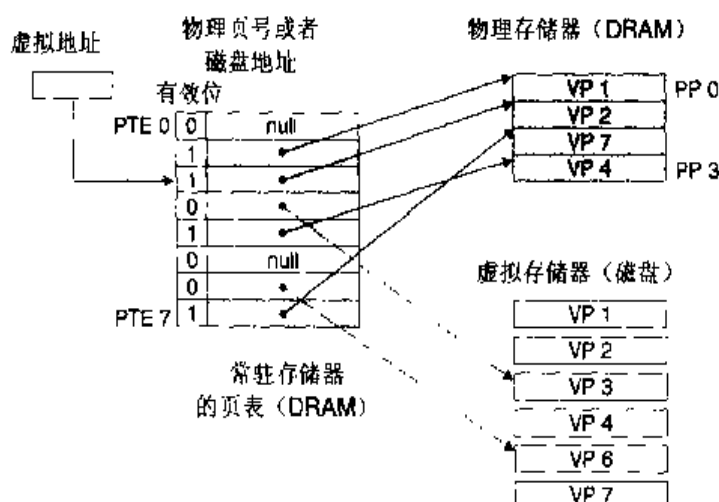 虚拟地址
物理页号或者
磁盘地址
有效位
PTE 0
0
null
1
1
0
1
0
null
0
PTE 7
1
常驻存储器
的页表（DRAM）
物理存储器（DRAM）
VP 1
PP 0
VP 2
VP 7
VP 4
PP 3
虚拟存储器（磁盘）
VP 1
VP 2
VP 3
VP 4
VP 6
VP 7